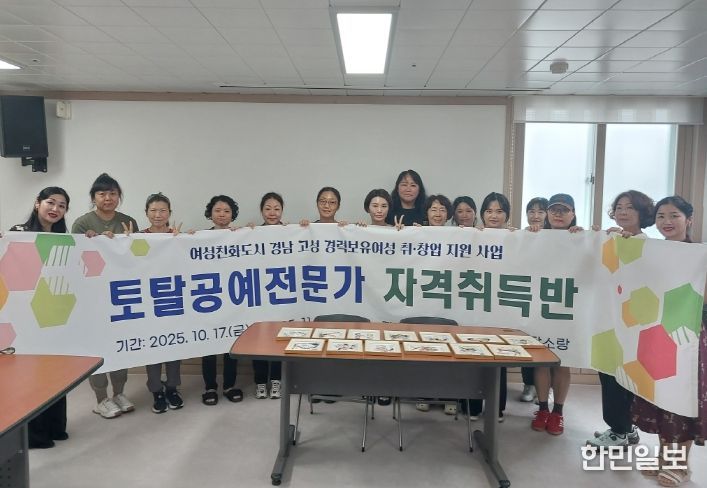 여성친화도시 경남 고성 경력보유여성 취·창업 지원 사업
토탈공예전문가 자격취득반
기간: 2025. 10. 17.(금)
한민일보